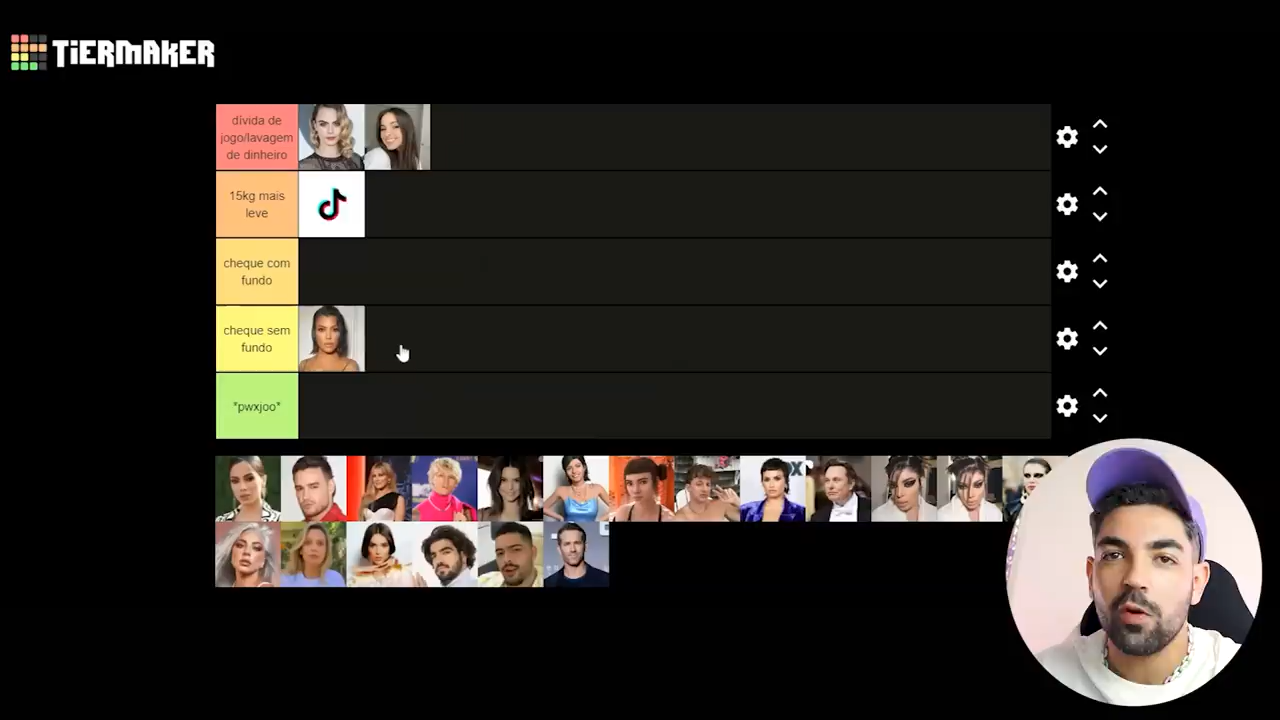 TiERMAKER
dívida de
jogo/lavagem
de dinheiro
15kg mais
leve
cheque com
fundo
cheque sem
fundo
*pwxjoo*